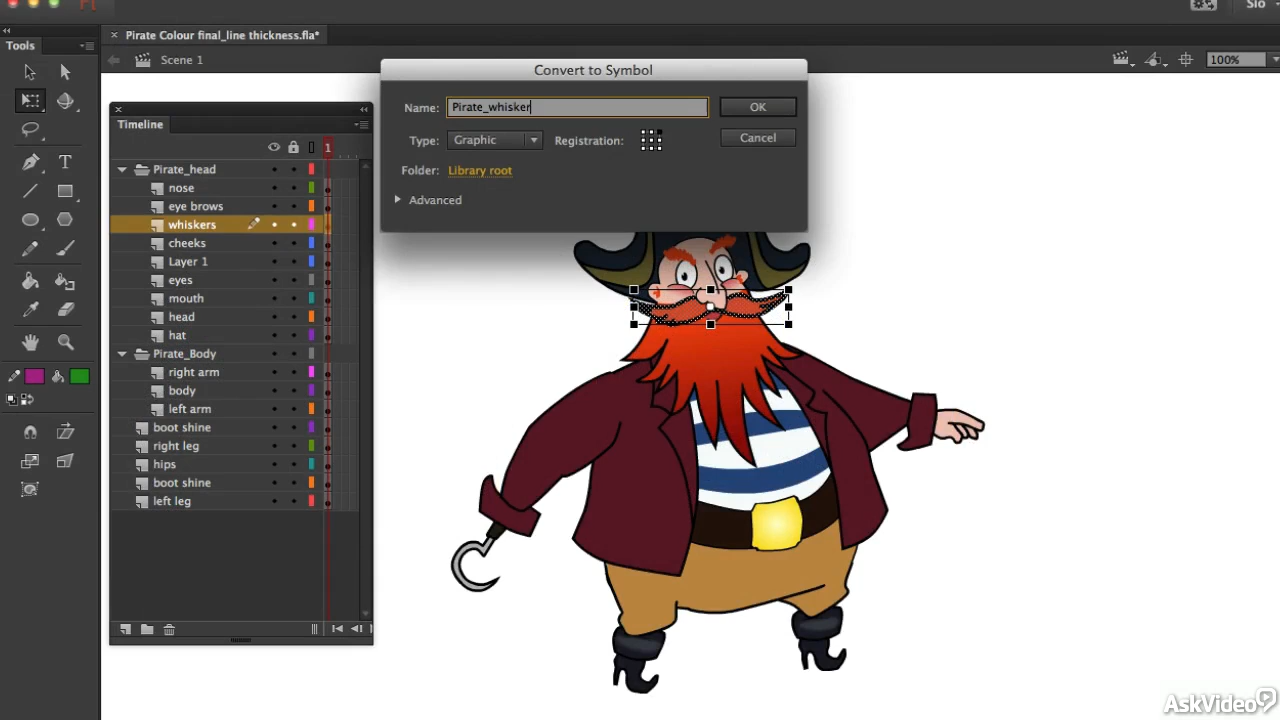 Fl
Slo
Tools
Pirate Colour final_line thickness.fla*
Scene 1
100%
Convert to Symbol
Name: Pirate_whisker
OK
Type: Graphic
Registration:
Cancel
Folder: Library root
Advanced
Timeline
1
Pirate_head
nose
eye brows
whiskers
cheeks
Layer 1
eyes
mouth
head
hat
Pirate_Body
right arm
body
left arm
boot shine
right leg
hips
boot shine
left leg
T
AskVideo